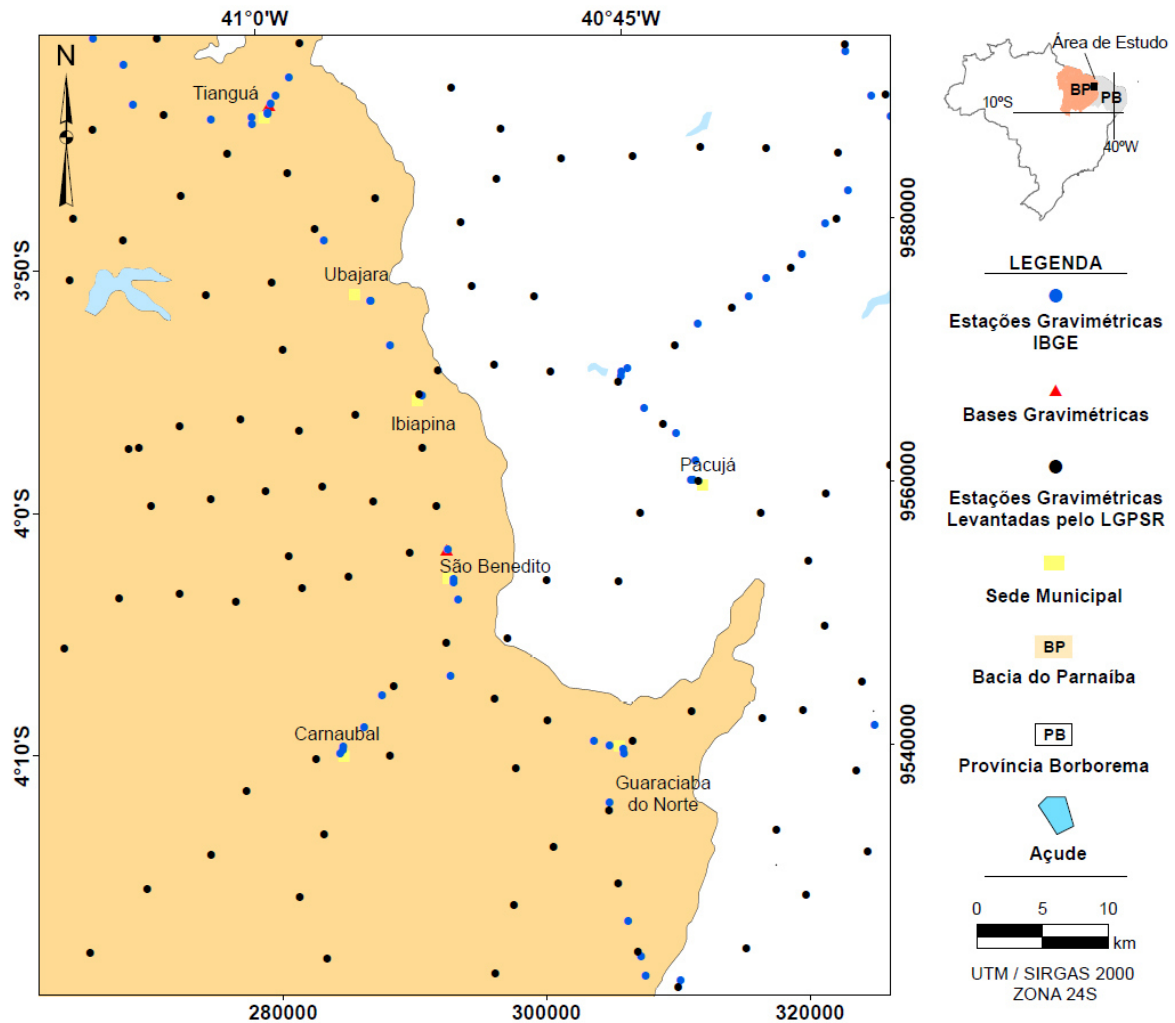 41°0'W
40°45'W
N
Tianguá
Ubajara
Ibiapina
Pacujá
São Benedito
Carnaubal
Guaraciaba
do Norte
3°50'S
4°0'S
4°10'S
9580000
9560000
9540000
280000
300000
320000
Área de Estudo
BP
PB
10ºS
40ºW
LEGENDA
Estações Gravimétricas
IBGE
Bases Gravimétricas
Estações Gravimétricas
Levantadas pelo LGPSR
Sede Municipal
BP
Bacia do Parnaíba
PB
Província Borborema
Açude
0 5 10
km
UTM / SIRGAS 2000
ZONA 24S